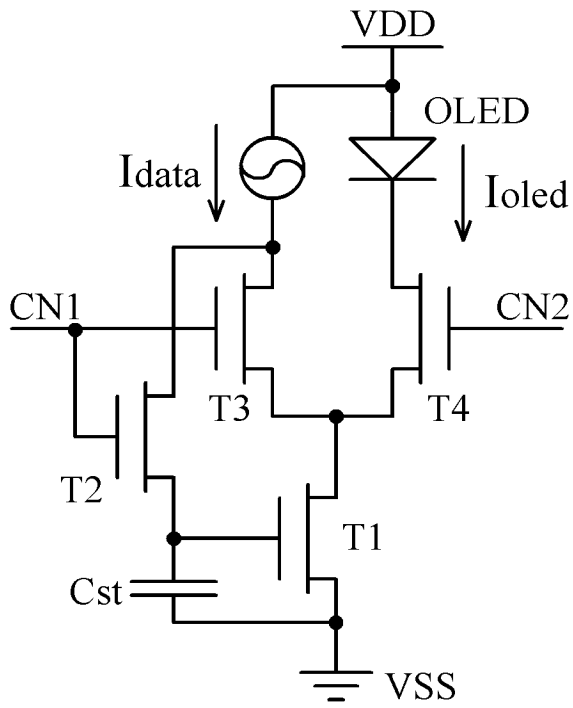 VDD
OLED
Idata
Ioled
CN1
CN2
T3
T4
T2
T1
Cst
VSS